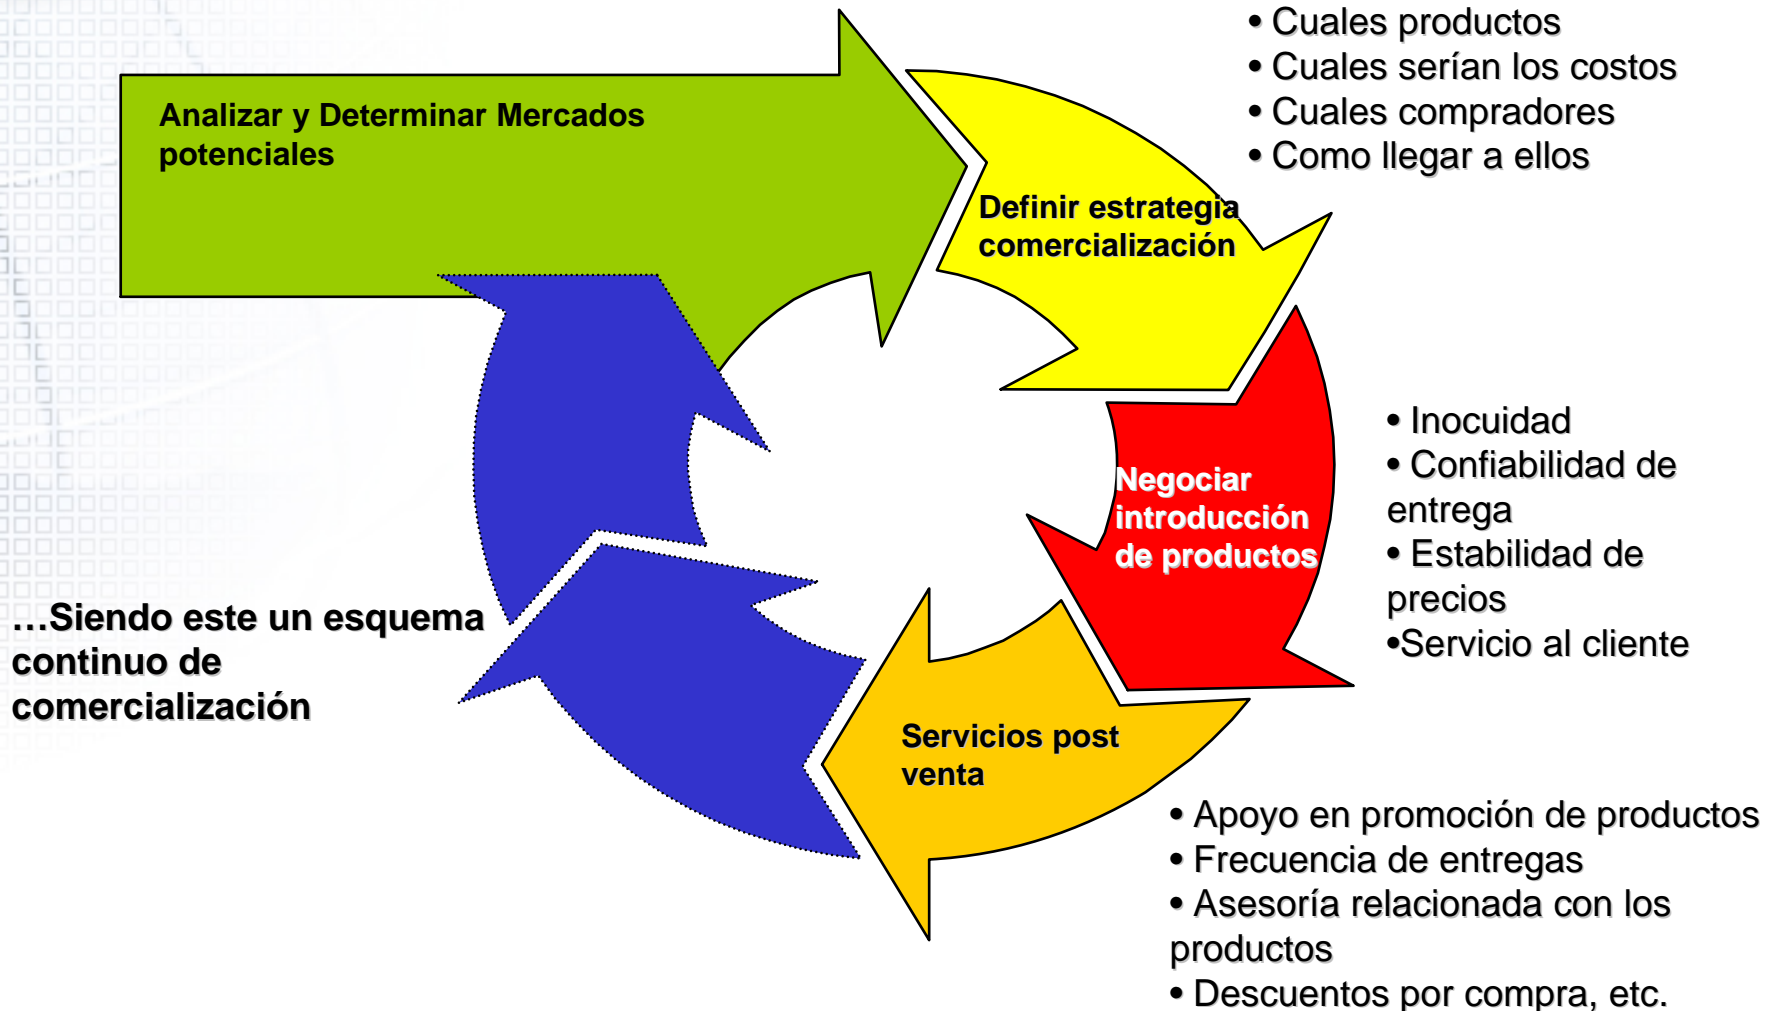 Analizar y Determinar Mercados
potenciales
• Cuales productos
• Cuales serían los costos
• Cuales compradores
• Como llegar a ellos
Definir estrategia
comercialización
Negociar
introducción
de productos
• Inocuidad
• Confiabilidad de
entrega
• Estabilidad de
precios
•Servicio al cliente
Servicios post
venta
• Apoyo en promoción de productos
• Frecuencia de entregas
• Asesoría relacionada con los
productos
• Descuentos por compra, etc.
...Siendo este un esquema
continuo de
comercialización